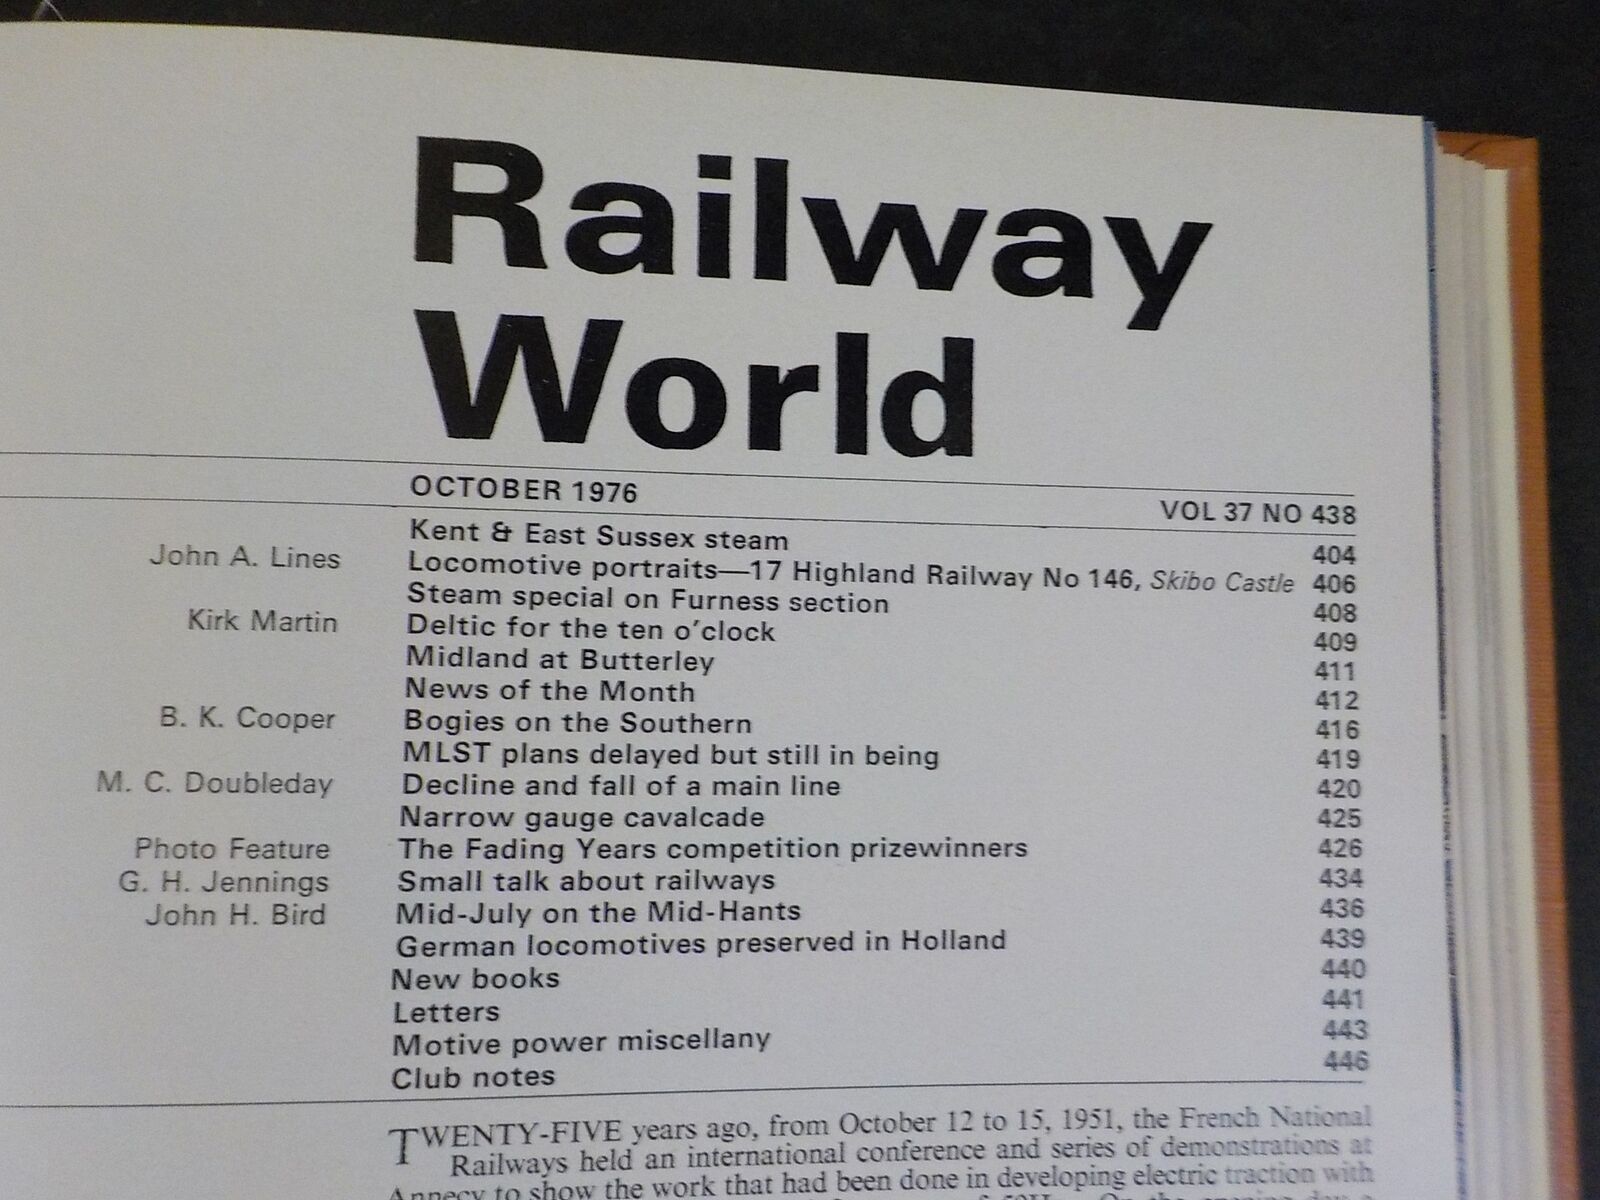 Railway
World
OCTOBER 1976 VOL 37 NO 438
Kent & East Sussex steam 404
John A. Lines Locomotive portraits—17 Highland Railway No 146, Skibo Castle 406
Steam special on Furness section 408
Kirk Martin Deltic for the ten o'clock 409
Midland at Butterley 411
News of the Month 412
B. K. Cooper Bogies on the Southern 416
MLST plans delayed but still in being 419
M. C. Doubleday Decline and fall of a main line 420
Narrow gauge cavalcade 425
Photo Feature The Fading Years competition prizewinners 426
G. H. Jennings Small talk about railways 434
John H. Bird Mid-July on the Mid-Hants 436
German locomotives preserved in Holland 439
New books 440
Letters 441
Motive power miscellany 443
Club notes 446
TWENTY-FIVE years ago, from October 12 to 15, 1951, the French National
Railways held an international conference and series of demonstrations at
Annecy to show the work that had been done in developing electric traction with